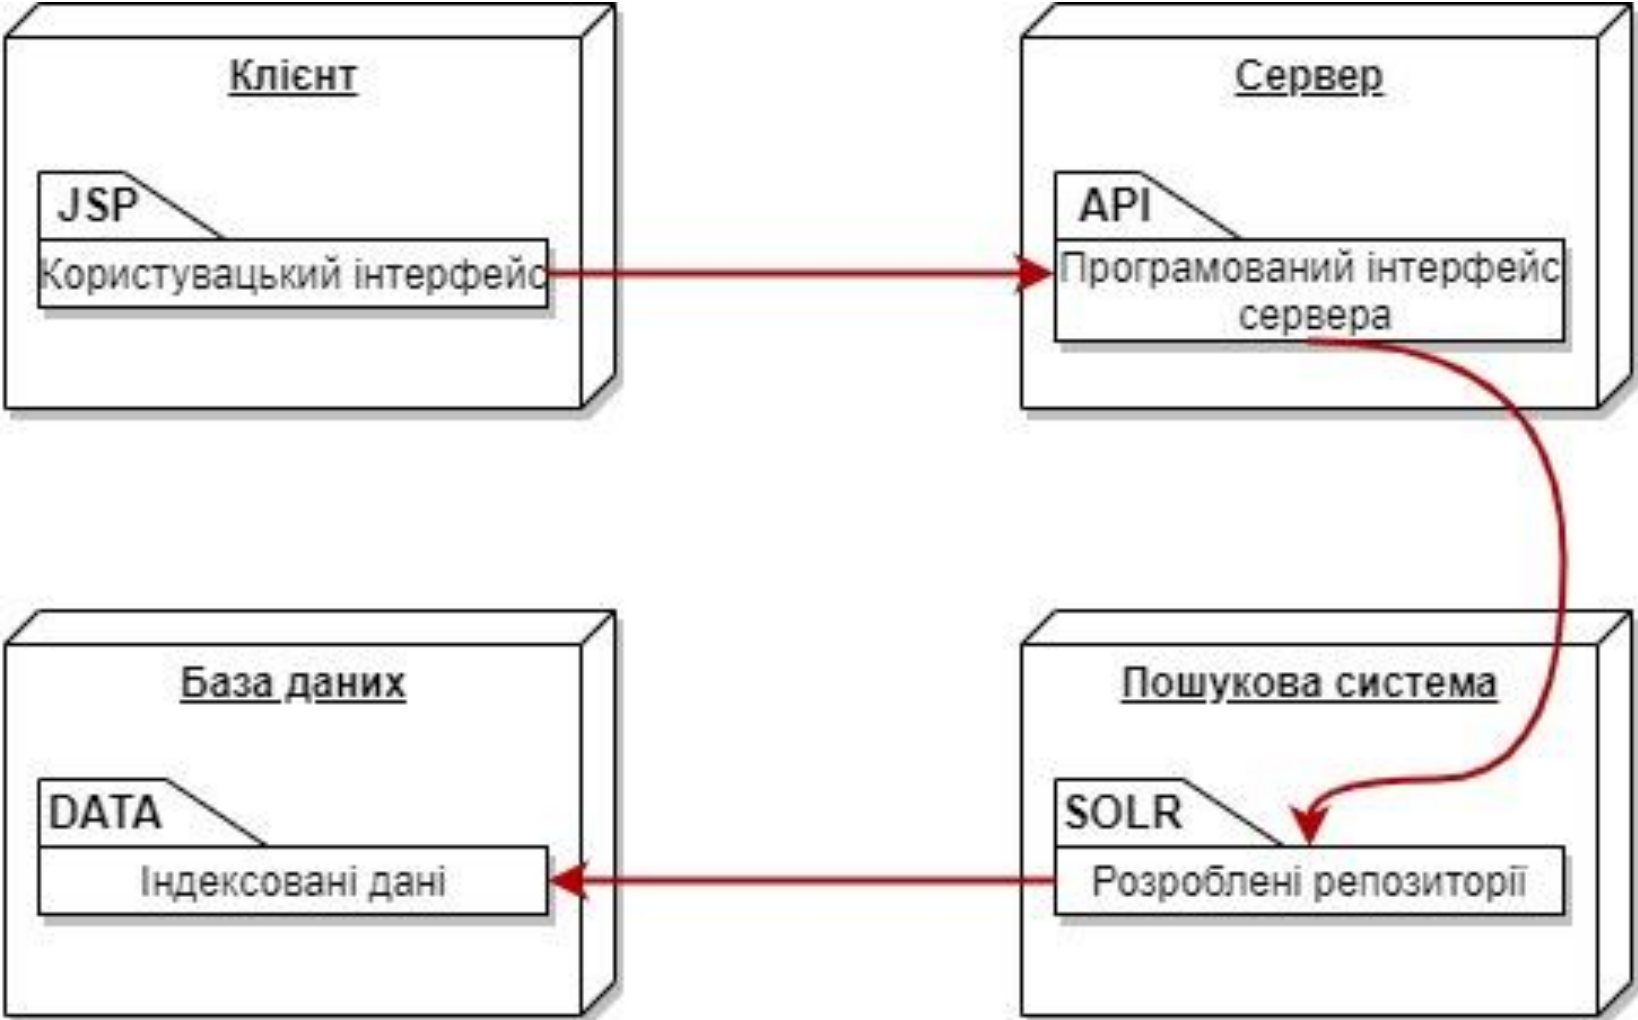 Клієнт
JSP
Користувацький інтерфейс
Сервер
API
Програмований інтерфейс
сервера
База даних
DATA
Індексовані дані
Пошукова система
SOLR
Розроблені репозиторії